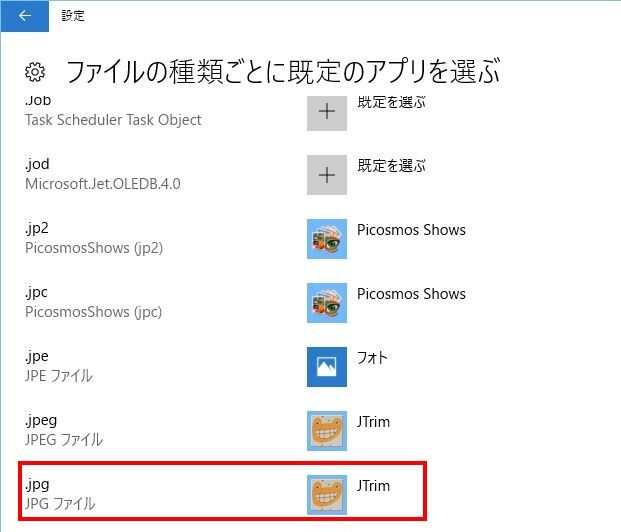 設定
ファイルの種類ごとに既定のアプリを選ぶ
.Job
既定を選ぶ
Task Scheduler Task Object
.jod
既定を選ぶ
Microsoft.Jet.OLEDB.4.0
.jp2
Picosmos Shows
PicosmosShows (jp2)
.jpc
Picosmos Shows
PicosmosShows (jpc)
.jpe
フォト
JPE ファイル
.jpeg
JTrim
JPEG ファイル
.jpg
JTrim
JPG ファイル